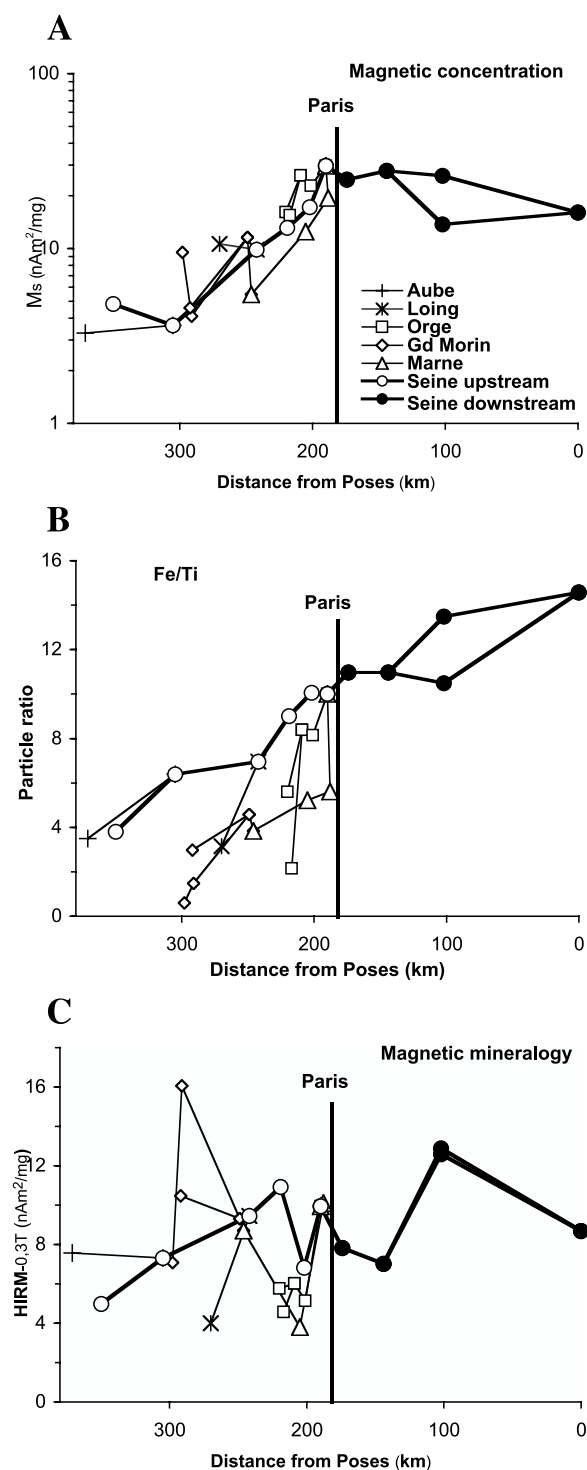 A
Magnetic concentration
Paris
100
10
1
Ms (nAm²/mg)
Aube
Loing
Orge
Gd Morin
Marne
Seine upstream
Seine downstream
300
200
100
0
Distance from Poses (km)
B
Fe/Ti
Paris
16
12
8
4
0
Particle ratio
300
200
100
0
Distance from Poses (km)
C
Magnetic mineralogy
Paris
16
12
8
4
0
HIRM-0,3T (nAm²/mg)
300
200
100
0
Distance from Poses (km)